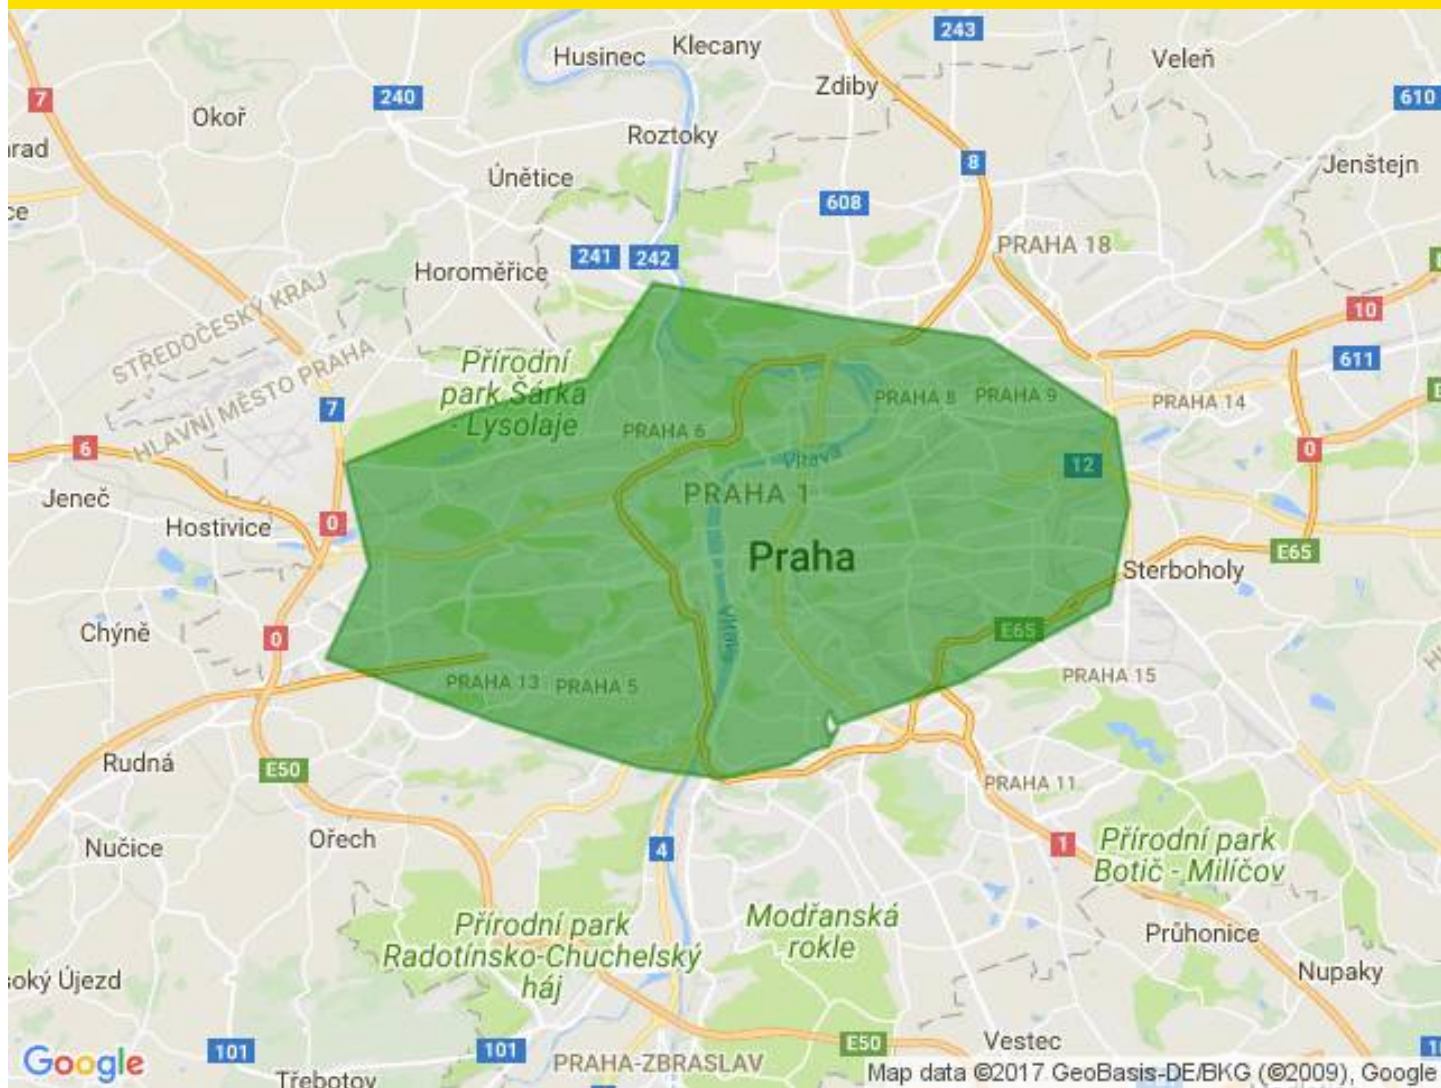 243
Klecany
Husinec
Veleň
Zdiby
7
240
610
Okoř
Roztoky
8
Jenštejn
Únětice
608
PRAHA 18
241
242
Horoměřice
STŘEDOČESKÝ KRAJ
10
HLAVNÍ MĚSTO PRAHA
Přírodní
park Šárka
- Lysolaje
611
7
PRAHA 8
PRAHA 9
PRAHA 14
PRAHA 6
6
0
Vltava
12
Jeneč
PRAHA 1
Hostivice
0
E65
Praha
Sterboholy
Chýně
0
Vltava
E65
PRAHA 13
PRAHA 5
PRAHA 15
Rudná
E50
PRAHA 11
Nučice
Ořech
4
1
Přírodní park
Botič - Milíčov
Přírodní park
Radotínsko-Chuchelský
háj
Modřanská
rokle
Průhonice
Nupaky
Újezd
Vestec
E50
101
101
PRAHA-ZBRASLAV
Google
Třebotov
Map data ©2017 GeoBasis-DE/BKG (©2009), Google